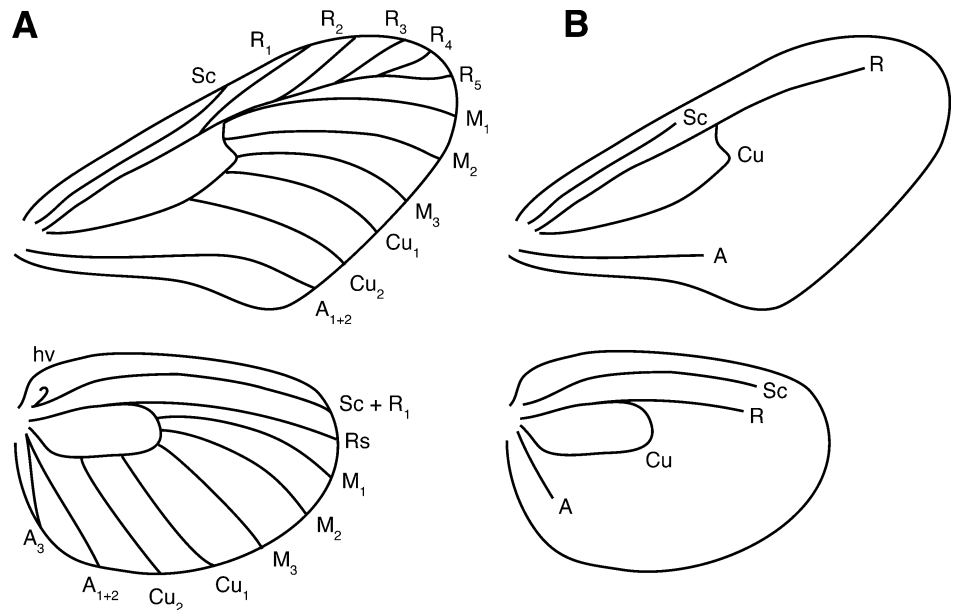 A
Sc
R1
R2
R3
R4
R5
M1
M2
M3
Cu1
Cu2
A1+2
hv
Sc + R1
Rs
M1
M2
M3
Cu1
Cu2
A1+2
A3
B
R
Sc
Cu
A
Sc
R
Cu
A